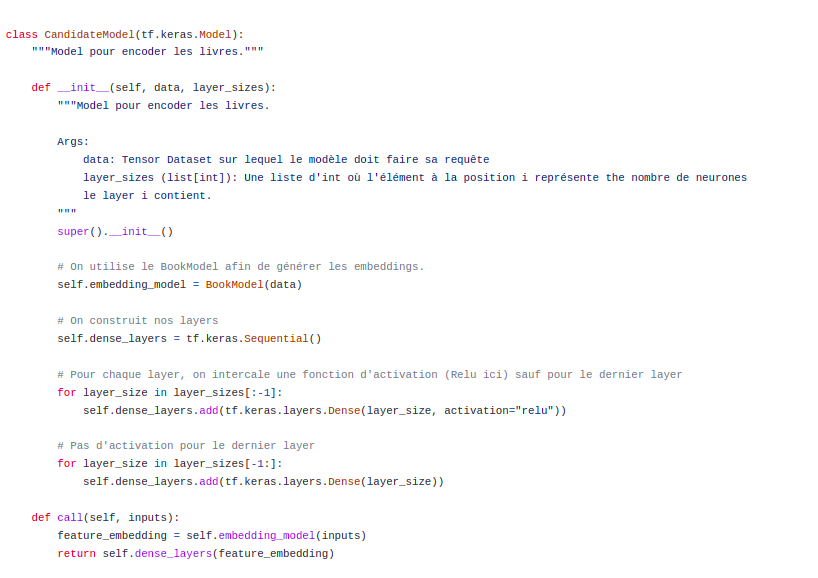 class CandidateModel(tf.keras.Model):
    """Model pour encoder les livres."""

    def __init__(self, data, layer_sizes):
        """Model pour encoder les livres.

        Args:
            data: Tensor Dataset sur lequel le modèle doit faire sa requête
            layer_sizes (list[int]): Une liste d'int où l'élément à la position i représente the nombre de neurones
            le layer i contient.
        """
        super().__init__()

        # On utilise le BookModel afin de générer les embeddings.
        self.embedding_model = BookModel(data)

        # On construit nos layers
        self.dense_layers = tf.keras.Sequential()

        # Pour chaque layer, on intercale une fonction d'activation (Relu ici) sauf pour le dernier layer
        for layer_size in layer_sizes[:-1]:
            self.dense_layers.add(tf.keras.layers.Dense(layer_size, activation="relu"))

        # Pas d'activation pour le dernier layer
        for layer_size in layer_sizes[-1:]:
            self.dense_layers.add(tf.keras.layers.Dense(layer_size))

    def call(self, inputs):
        feature_embedding = self.embedding_model(inputs)
        return self.dense_layers(feature_embedding)